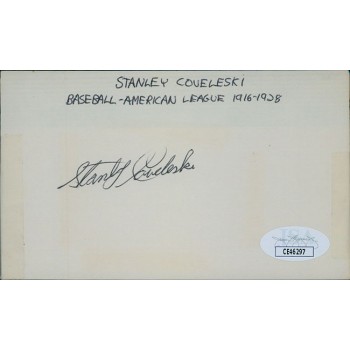 STANLEY COVELESKI
BASEBALL - AMERICAN LEAGUE 1916-1928
Stanley Coveleski
CE46297